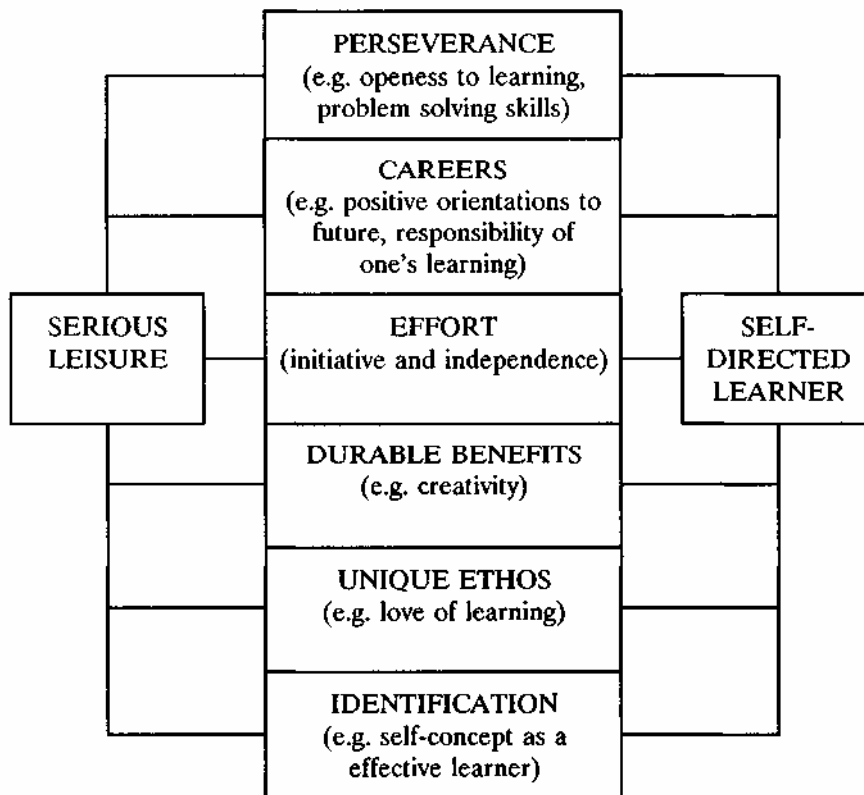 PERSEVERANCE
(e.g. openess to learning,
problem solving skills)
CAREERS
(e.g. positive orientations to
future, responsibility of
one's learning)
SERIOUS
LEISURE
EFFORT
(initiative and independence)
SELF-
DIRECTED
LEARNER
DURABLE BENEFITS
(e.g. creativity)
UNIQUE ETHOS
(e.g. love of learning)
IDENTIFICATION
(e.g. self-concept as a
effective learner)